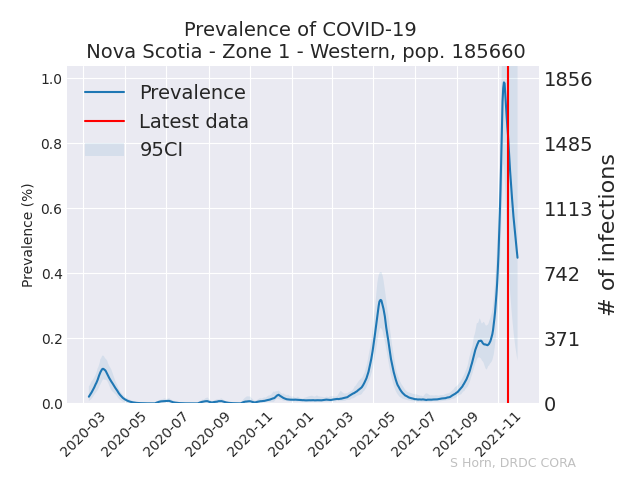 Prevalence of COVID-19
Nova Scotia - Zone 1 - Western, pop. 185660
Prevalence
Latest data
95CI
Prevalence (%)
1.0
0.8
0.6
0.4
0.2
0.0
1856
1485
1113
742
371
0
# of infections
2020-03
2020-05
2020-07
2020-09
2020-11
2021-01
2021-03
2021-05
2021-07
2021-09
2021-11
S Horn, DRDC CORA